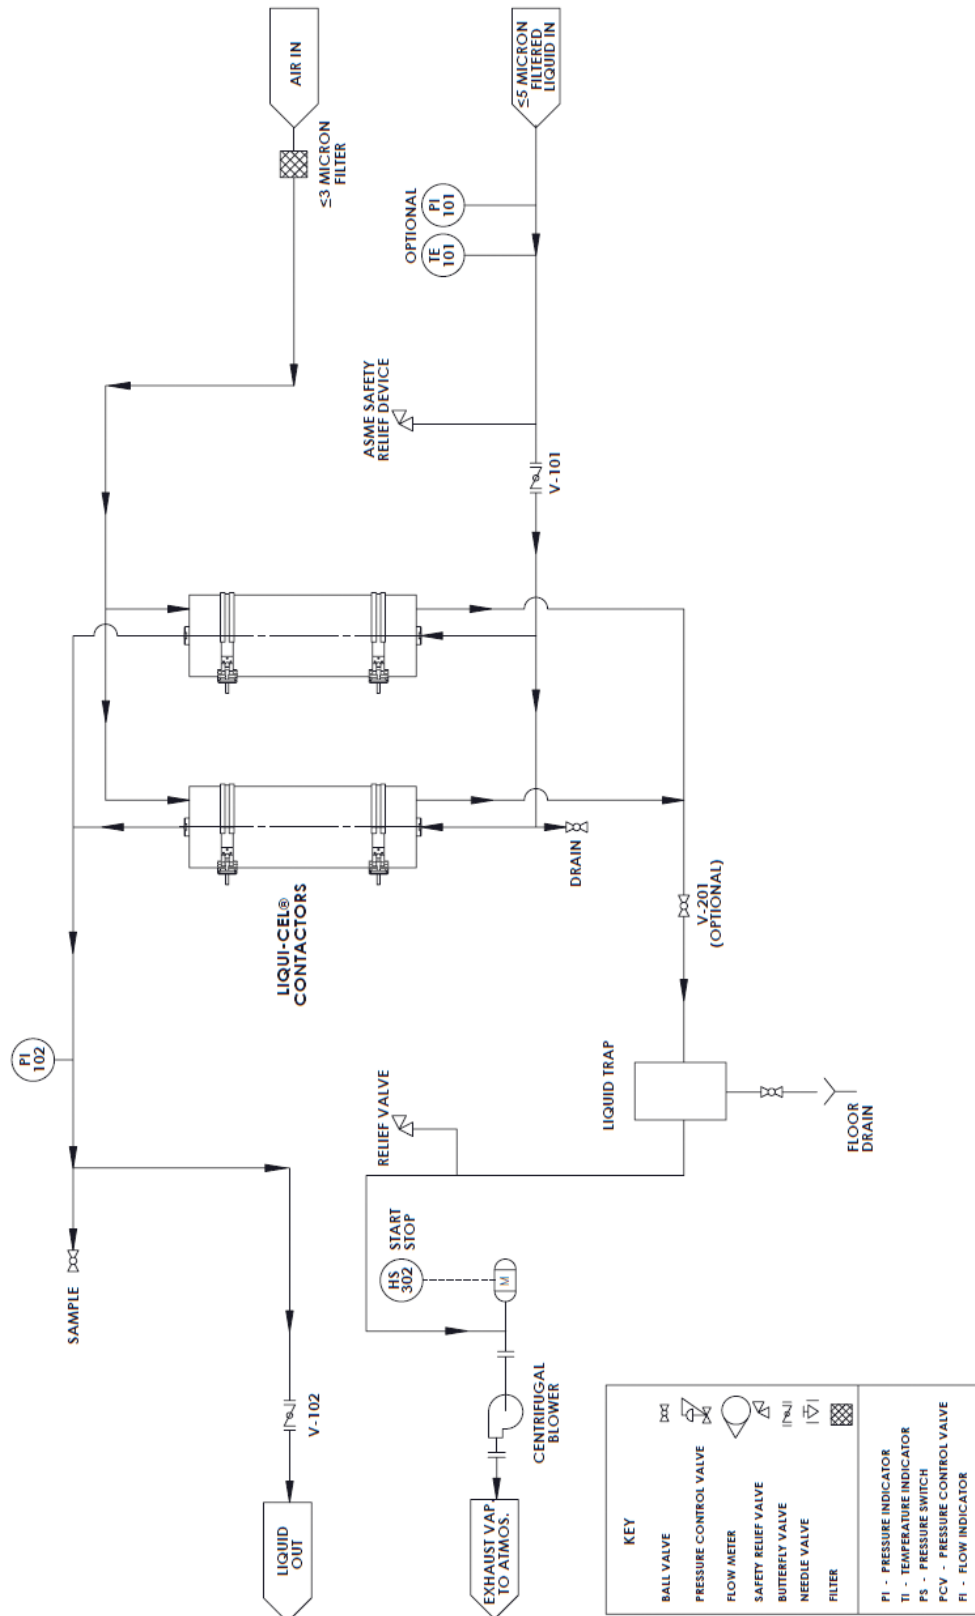 AIR IN
≤3 MICRON
FILTER
≤5 MICRON
FILTERED
LIQUID IN
OPTIONAL
PI
101
TE
101
ASME SAFETY
RELIEF DEVICE
V-101
LIQUI-CEL®
CONTACTORS
DRAIN
V-201
(OPTIONAL)
PI
102
LIQUID TRAP
FLOOR
DRAIN
RELIEF VALVE
SAMPLE
HS
302
START
STOP
M
V-102
CENTRIFUGAL
BLOWER
LIQUID
OUT
EXHAUST VAP.
TO ATMOS.
KEY
BALL VALVE
PRESSURE CONTROL VALVE
FLOW METER
SAFETY RELIEF VALVE
BUTTERFLY VALVE
NEEDLE VALVE
FILTER
PI - PRESSURE INDICATOR
TI - TEMPERATURE INDICATOR
PS - PRESSURE SWITCH
PCV - PRESSURE CONTROL VALVE
FI - FLOW INDICATOR